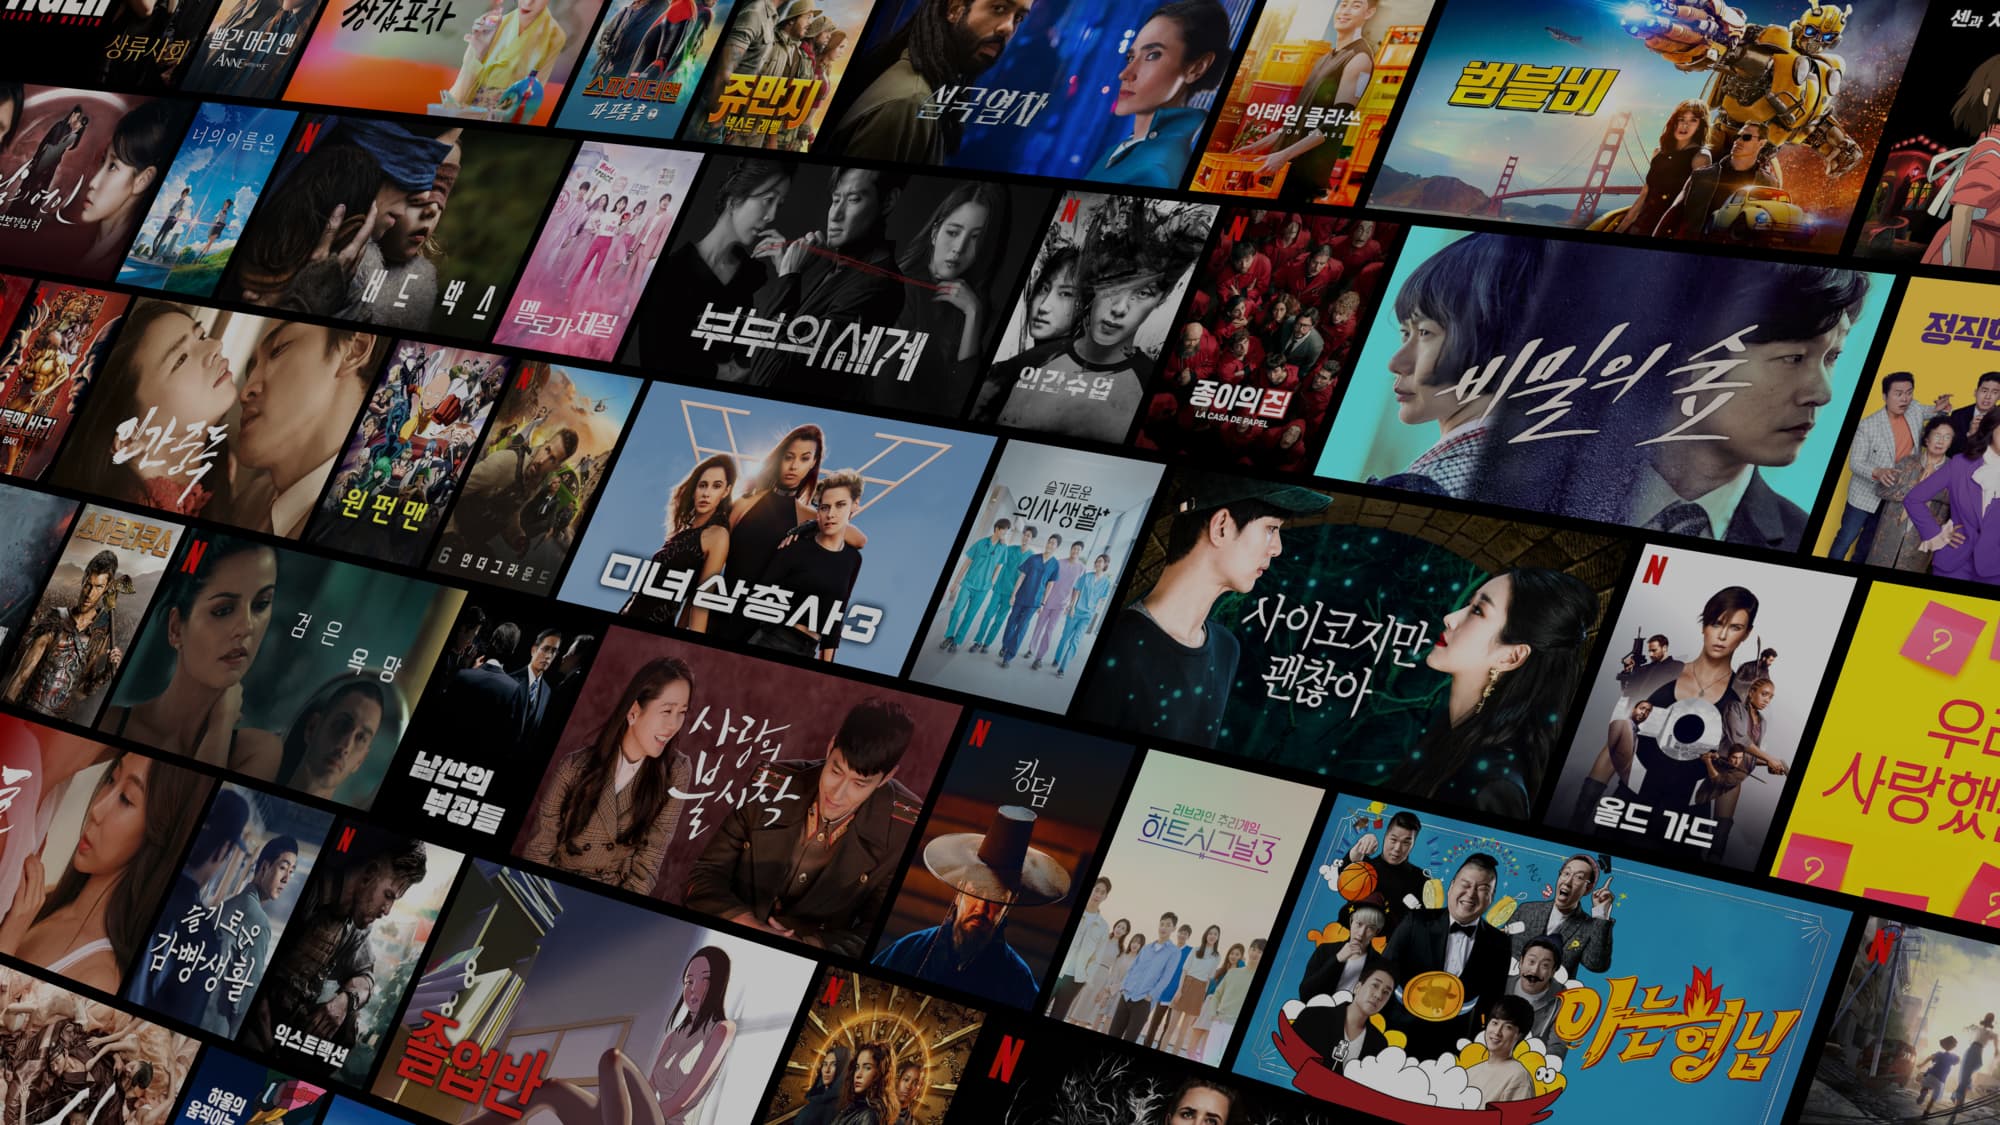 상류사회
빨간 머리 앤
ANNE
쌍갑포차
스파이더맨
파 프롬 홈
쥬만지
넥스트 레벨
설국열차
이태원 클라쓰
ITAEWON CLASS
범블비
센과
연인
너의 이름은
N
버드 박스
멜로가 체질
부부의 세계
N
인간수업
N
종이의 집
LA CASA DE PAPEL
비밀의 숲
정직한
바키
BAKI
인간중독
원펀맨
N
6 언더그라운드
미녀 삼총사3
슬기로운
의사생활
사이코지만
괜찮아
N
올드 가드
?
우리
사랑했
?
스파르타쿠스
N
검은
욕망
남산의
부장들
사랑의
불시착
N
킹덤
러브라인 추리게임
하트시그널3
아는 형님
N
슬기로운
감빵생활
N
익스트랙션
졸업반
N
N
하울의
움직이는